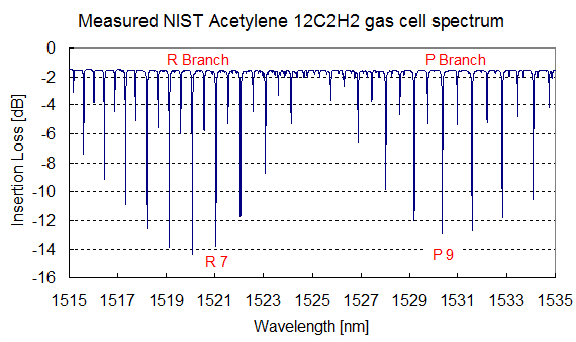 Measured NIST Acetylene 12C2H2 gas cell spectrum
R Branch
P Branch
0
-2
-4
-6
-8
-10
-12
-14
-16
Insertion Loss [dB]
R 7
P 9
1515 1517 1519 1521 1523 1525 1527 1529 1531 1533 1535
Wavelength [nm]